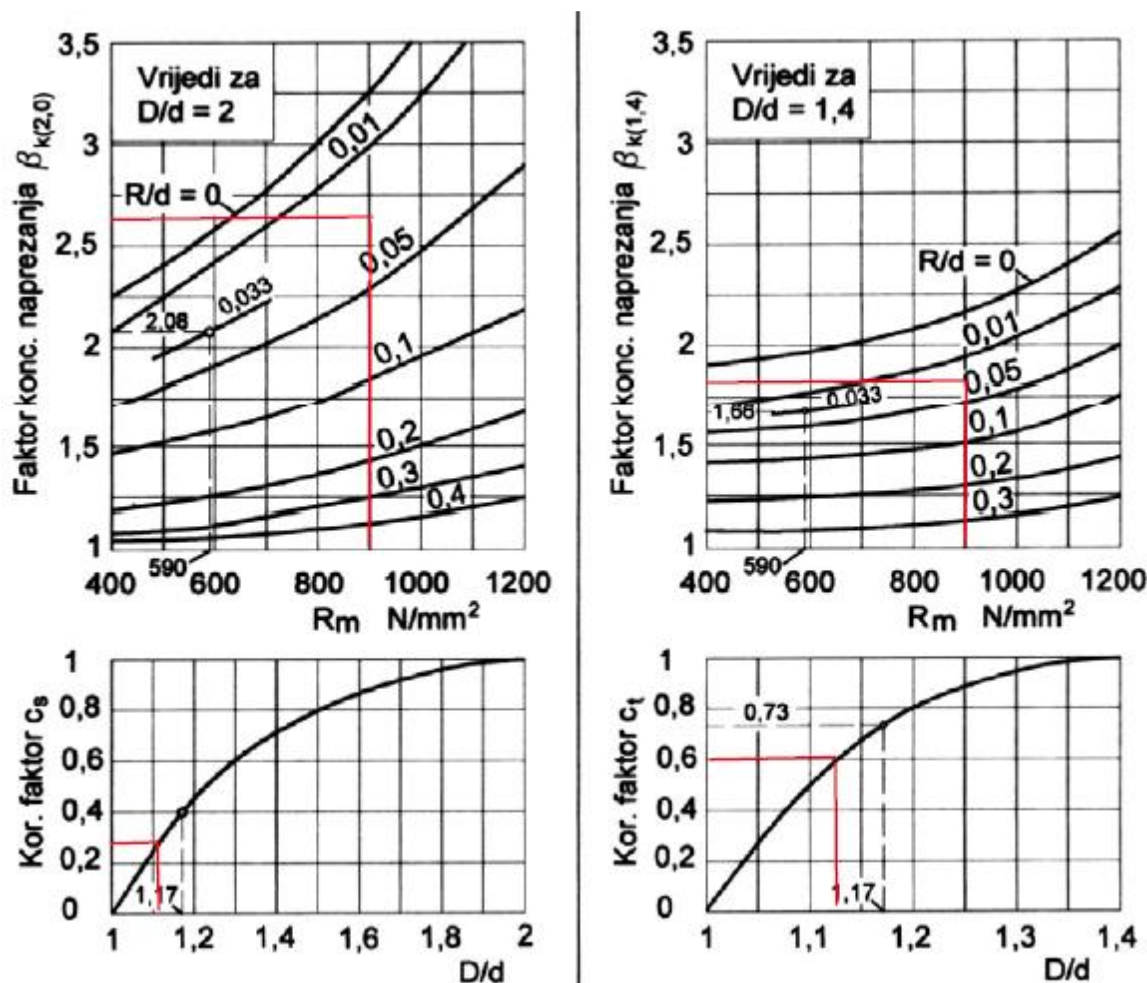 Faktor konc. naprezanja βk(2,0)
3,5
3
2,5
2
1,5
1
Vrijedi za
D/d = 2
R/d = 0
0,01
0,05
0,033
2,08
0,1
0,2
0,3
0,4
590
400 600 800 1000 1200
Rm N/mm²
Kor. faktor cs
1
0,8
0,6
0,4
0,2
0
1,17
1 1,2 1,4 1,6 1,8 2
D/d
Faktor konc. naprezanja βk(1,4)
3,5
3
2,5
2
1,5
1
Vrijedi za
D/d = 1,4
R/d = 0
0,01
0,05
0,033
1,66
0,1
0,2
0,3
590
400 600 800 1000 1200
Rm N/mm²
Kor. faktor ct
1
0,8
0,6
0,4
0,2
0
0,73
1,17
1 1,1 1,2 1,3 1,4
D/d